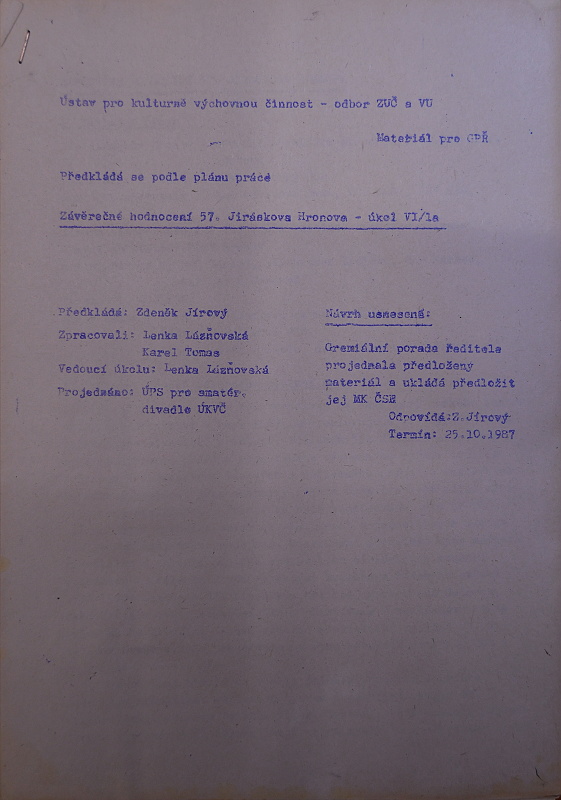 Ústav pro kulturně výchovnou činnost - odbor ZUČ a VU
Materiál pro GPŘ
Předkládá se podle plánu práce
Závěrečné hodnocení 57. Jiráskova Hronova - úkol VI/1a
Předkládá: Zdeněk Jírový
Zpracovali: Lenka Lázňovská
Karel Tomas
Vedoucí úkolu: Lenka Lázňovská
Projednáno: ÚPS pro amatér.
divadlo ÚKVČ
Návrh usnesená:
Gremiální porada ředitele
projednala předložený
materiál a ukládá předložit
jej MK ČSR
Odpovídá:Z.Jírový
Termín: 25.10.1987